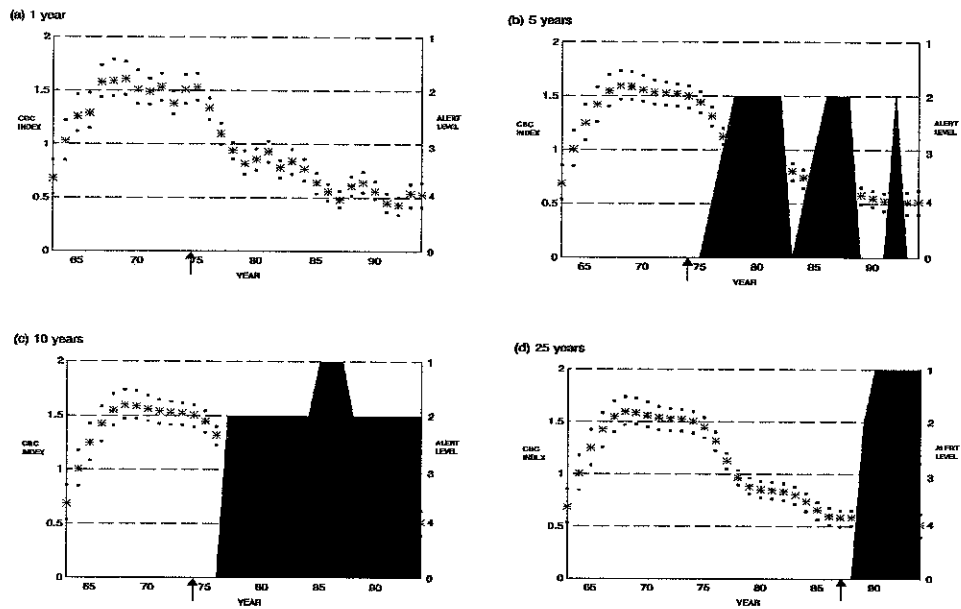 (a) 1 year
2
1.5
1
0.5
0
CBC
INDEX
1
2
3
4
0
ALERT
LEVEL
65
70
75
80
85
90
YEAR
(b) 5 years
2
1.5
1
0.5
0
CBC
INDEX
1
2
3
4
0
ALERT
LEVEL
65
70
75
80
85
90
YEAR
(c) 10 years
2
1.5
1
0.5
0
CBC
INDEX
1
2
3
4
0
ALERT
LEVEL
65
70
75
80
85
90
YEAR
(d) 25 years
2
1.5
1
0.5
0
CBC
INDEX
1
2
3
4
0
ALERT
LEVEL
65
70
75
80
85
90
YEAR